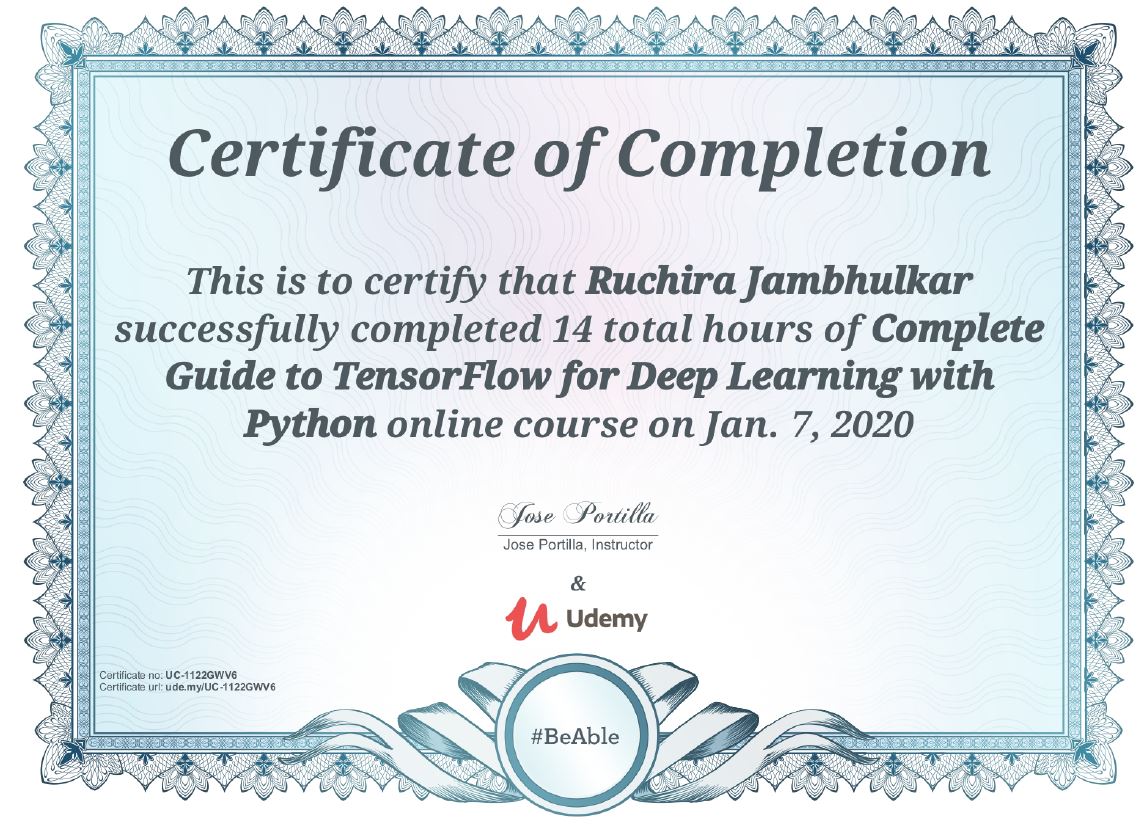 Certificate of Completion
This is to certify that Ruchira Jambhulkar
successfully completed 14 total hours of Complete
Guide to TensorFlow for Deep Learning with
Python online course on Jan. 7, 2020
Jose Portilla
Jose Portilla, Instructor
&
Udemy
Certificate no: UC-1122GWV6
Certificate url: ude.my/UC-1122GWV6
#BeAble